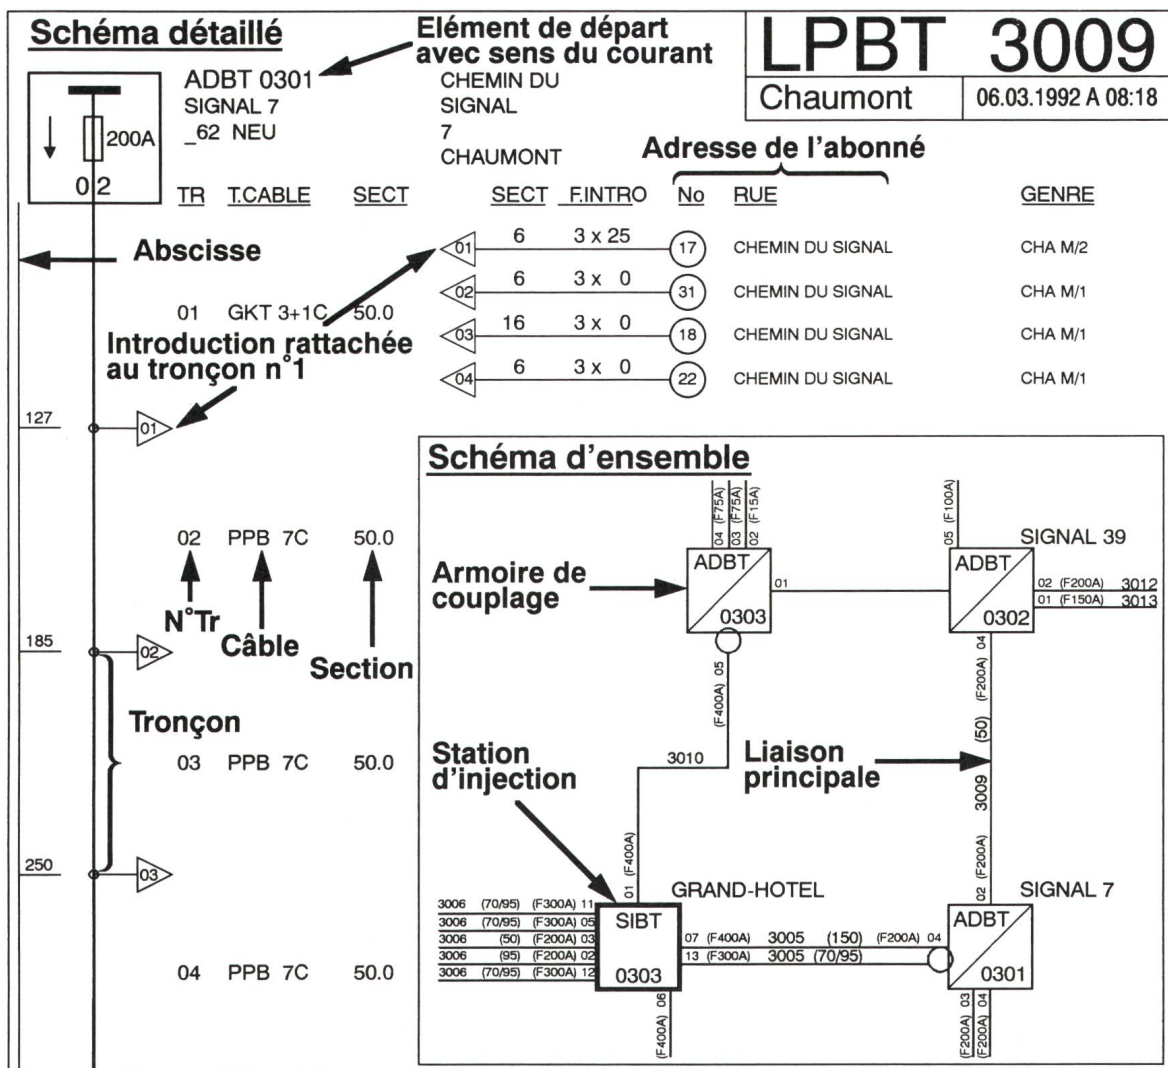 Schéma détaillé
Elément de départ
avec sens du courant
LPBT 3009
Chaumont
06.03.1992 A 08:18
200A
02
ADBT 0301
SIGNAL 7
_62 NEU
CHEMIN DU
SIGNAL
7
CHAUMONT
Adresse de l'abonné
TR T.CABLE SECT
SECT F.INTRO No RUE GENRE
01 6 3 x 25 17 CHEMIN DU SIGNAL CHA M/2
02 6 3 x 0 31 CHEMIN DU SIGNAL CHA M/1
03 16 3 x 0 18 CHEMIN DU SIGNAL CHA M/1
04 6 3 x 0 22 CHEMIN DU SIGNAL CHA M/1
Abscisse
01 GKT 3+1C 50.0
Introduction rattachée
au tronçon n°1
127
01
02 PPB 7C 50.0
N°Tr
Câble
Section
185
02
Tronçon
03 PPB 7C 50.0
250
03
04 PPB 7C 50.0
Schéma d'ensemble
04 (F75A)
03 (F75A)
02 (F15A)
05 (F100A)
SIGNAL 39
Armoire de
couplage
ADBT
0303
01
ADBT
0302
02 (F200A) 3012
01 (F150A) 3013
(F400A) 05
3010
01 (F400A)
02 (F200A) 3009 (50) (F200A) 04
Liaison
principale
Station
d'injection
GRAND-HOTEL
SIGNAL 7
3006 (70/95) (F300A) 11
3006 (70/95) (F300A) 05
3006 (50) (F200A) 03
3006 (95) (F200A) 02
3006 (70/95) (F300A) 12
SIBT
0303
07 (F400A) 3005 (150) (F200A) 04
13 (F300A) 3005 (70/95)
ADBT
0301
(F400A) 06
(F200A) 03
(F200A) 04